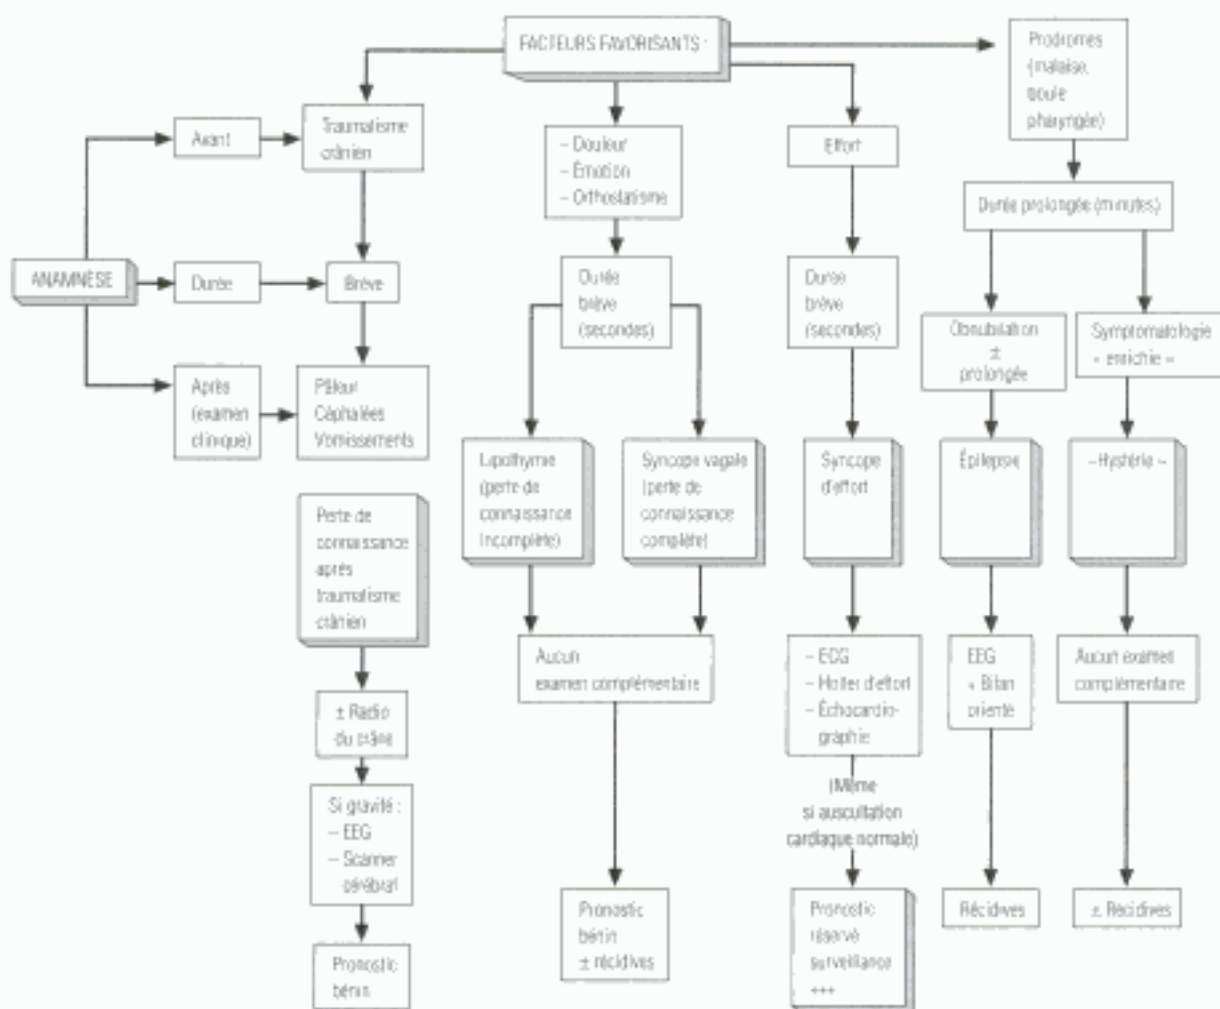 FACTEURS FAVORISANTS :
Prodromes
(malaise,
boule
pharyngée)
Avant
Traumatisme
crânien
– Douleur
– Émotion
– Orthostatisme
Effort
Durée prolongée (minutes)
ANAMNÈSE
Durée
Brève
Durée
brève
(secondes)
Durée
brève
(secondes)
Obnubilation
±
prolongée
Symptomatologie
« enrichie »
Après
(examen
clinique)
Pâleur
Céphalées
Vomissements
Lipothymie
(perte de
connaissance
incomplète)
Syncope vagale
(perte de
connaissance
complète)
Syncope
d'effort
Épilepsie
« Hystérie »
Perte de
connaissance
après
traumatisme
crânien
Aucun
examen complémentaire
– ECG
– Holter d'effort
– Échocardio-
graphie
EEG
+ Bilan
orienté
Aucun examen
complémentaire
± Radio
du crâne
(Même
si auscultation
cardiaque normale)
Si gravité :
– EEG
– Scanner
cérébral
Pronostic
bénin
Pronostic
bénin
± récidives
Pronostic
réservé
surveillance
+++
Récidives
± Récidives